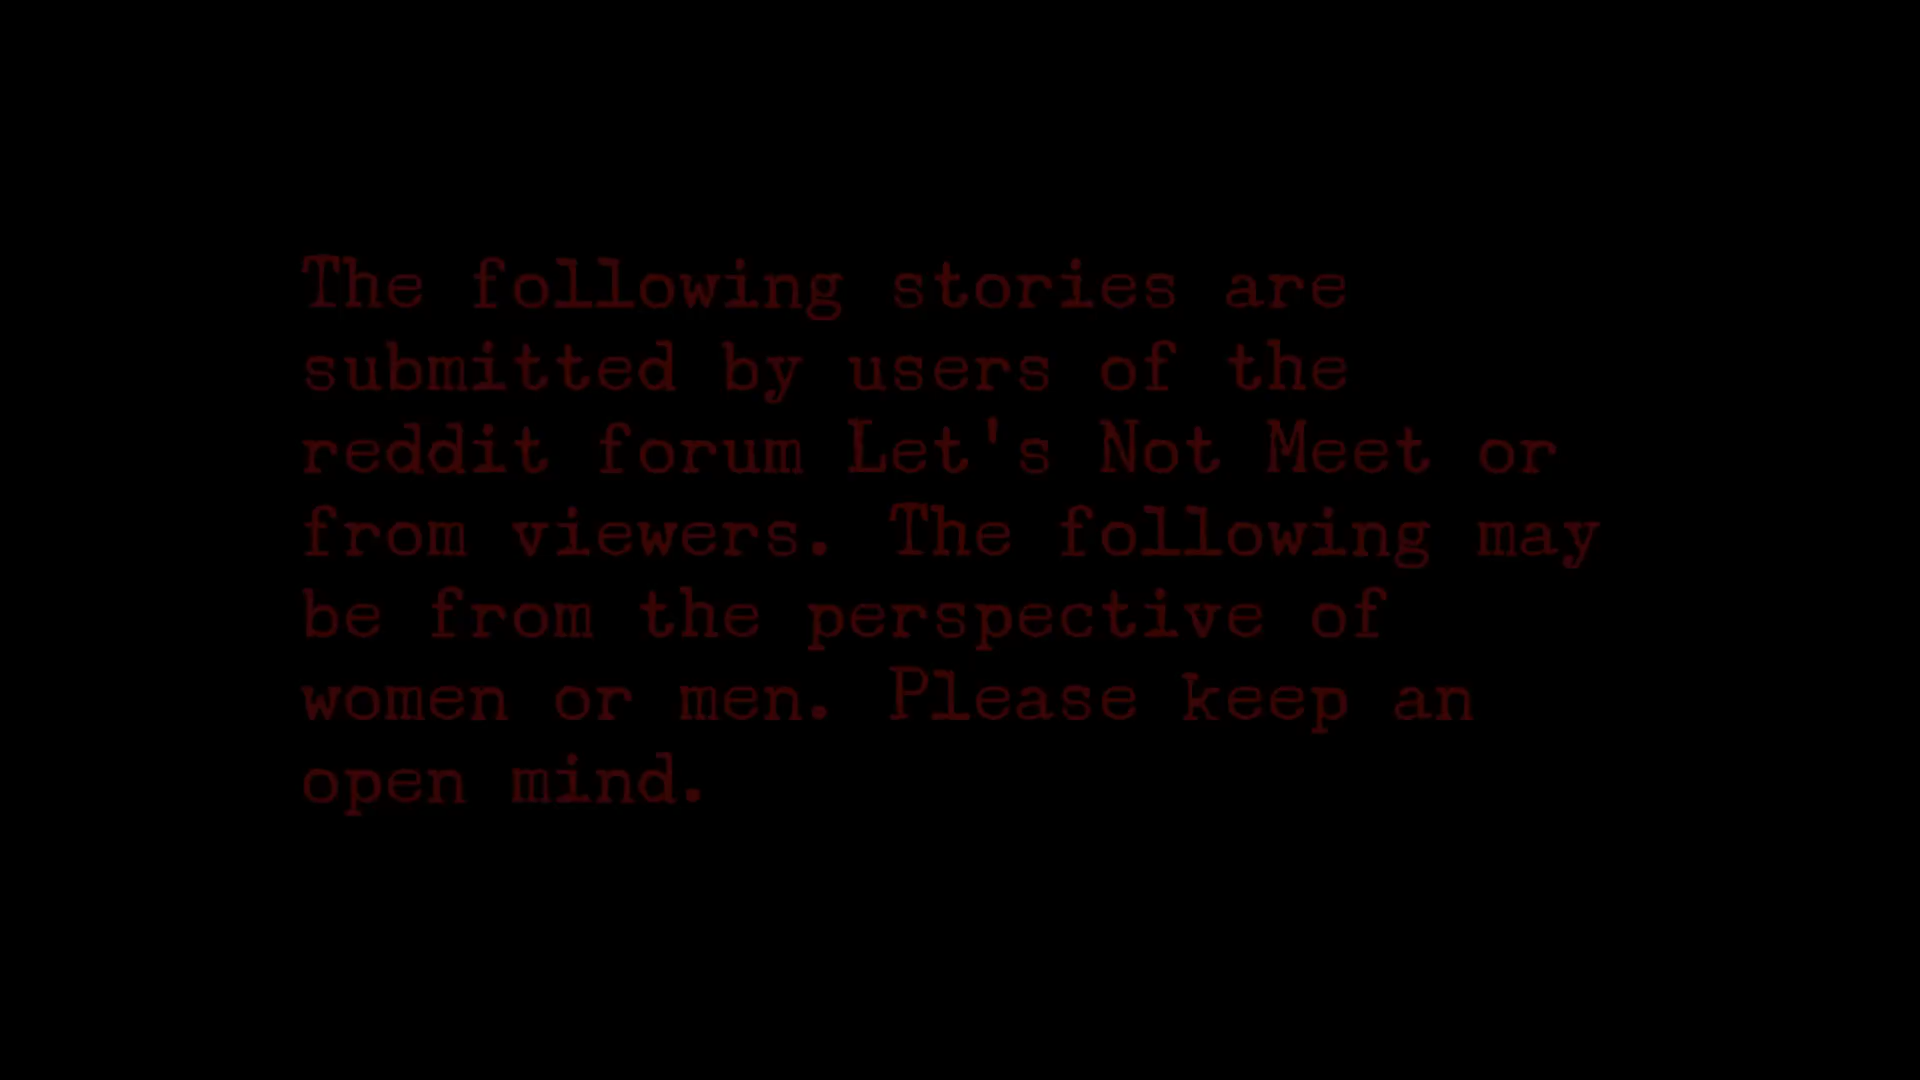 The following stories are
submitted by users of the
reddit forum Let's Not Meet or
from viewers. The following may
be from the perspective of
women or men. Please keep an
open mind.